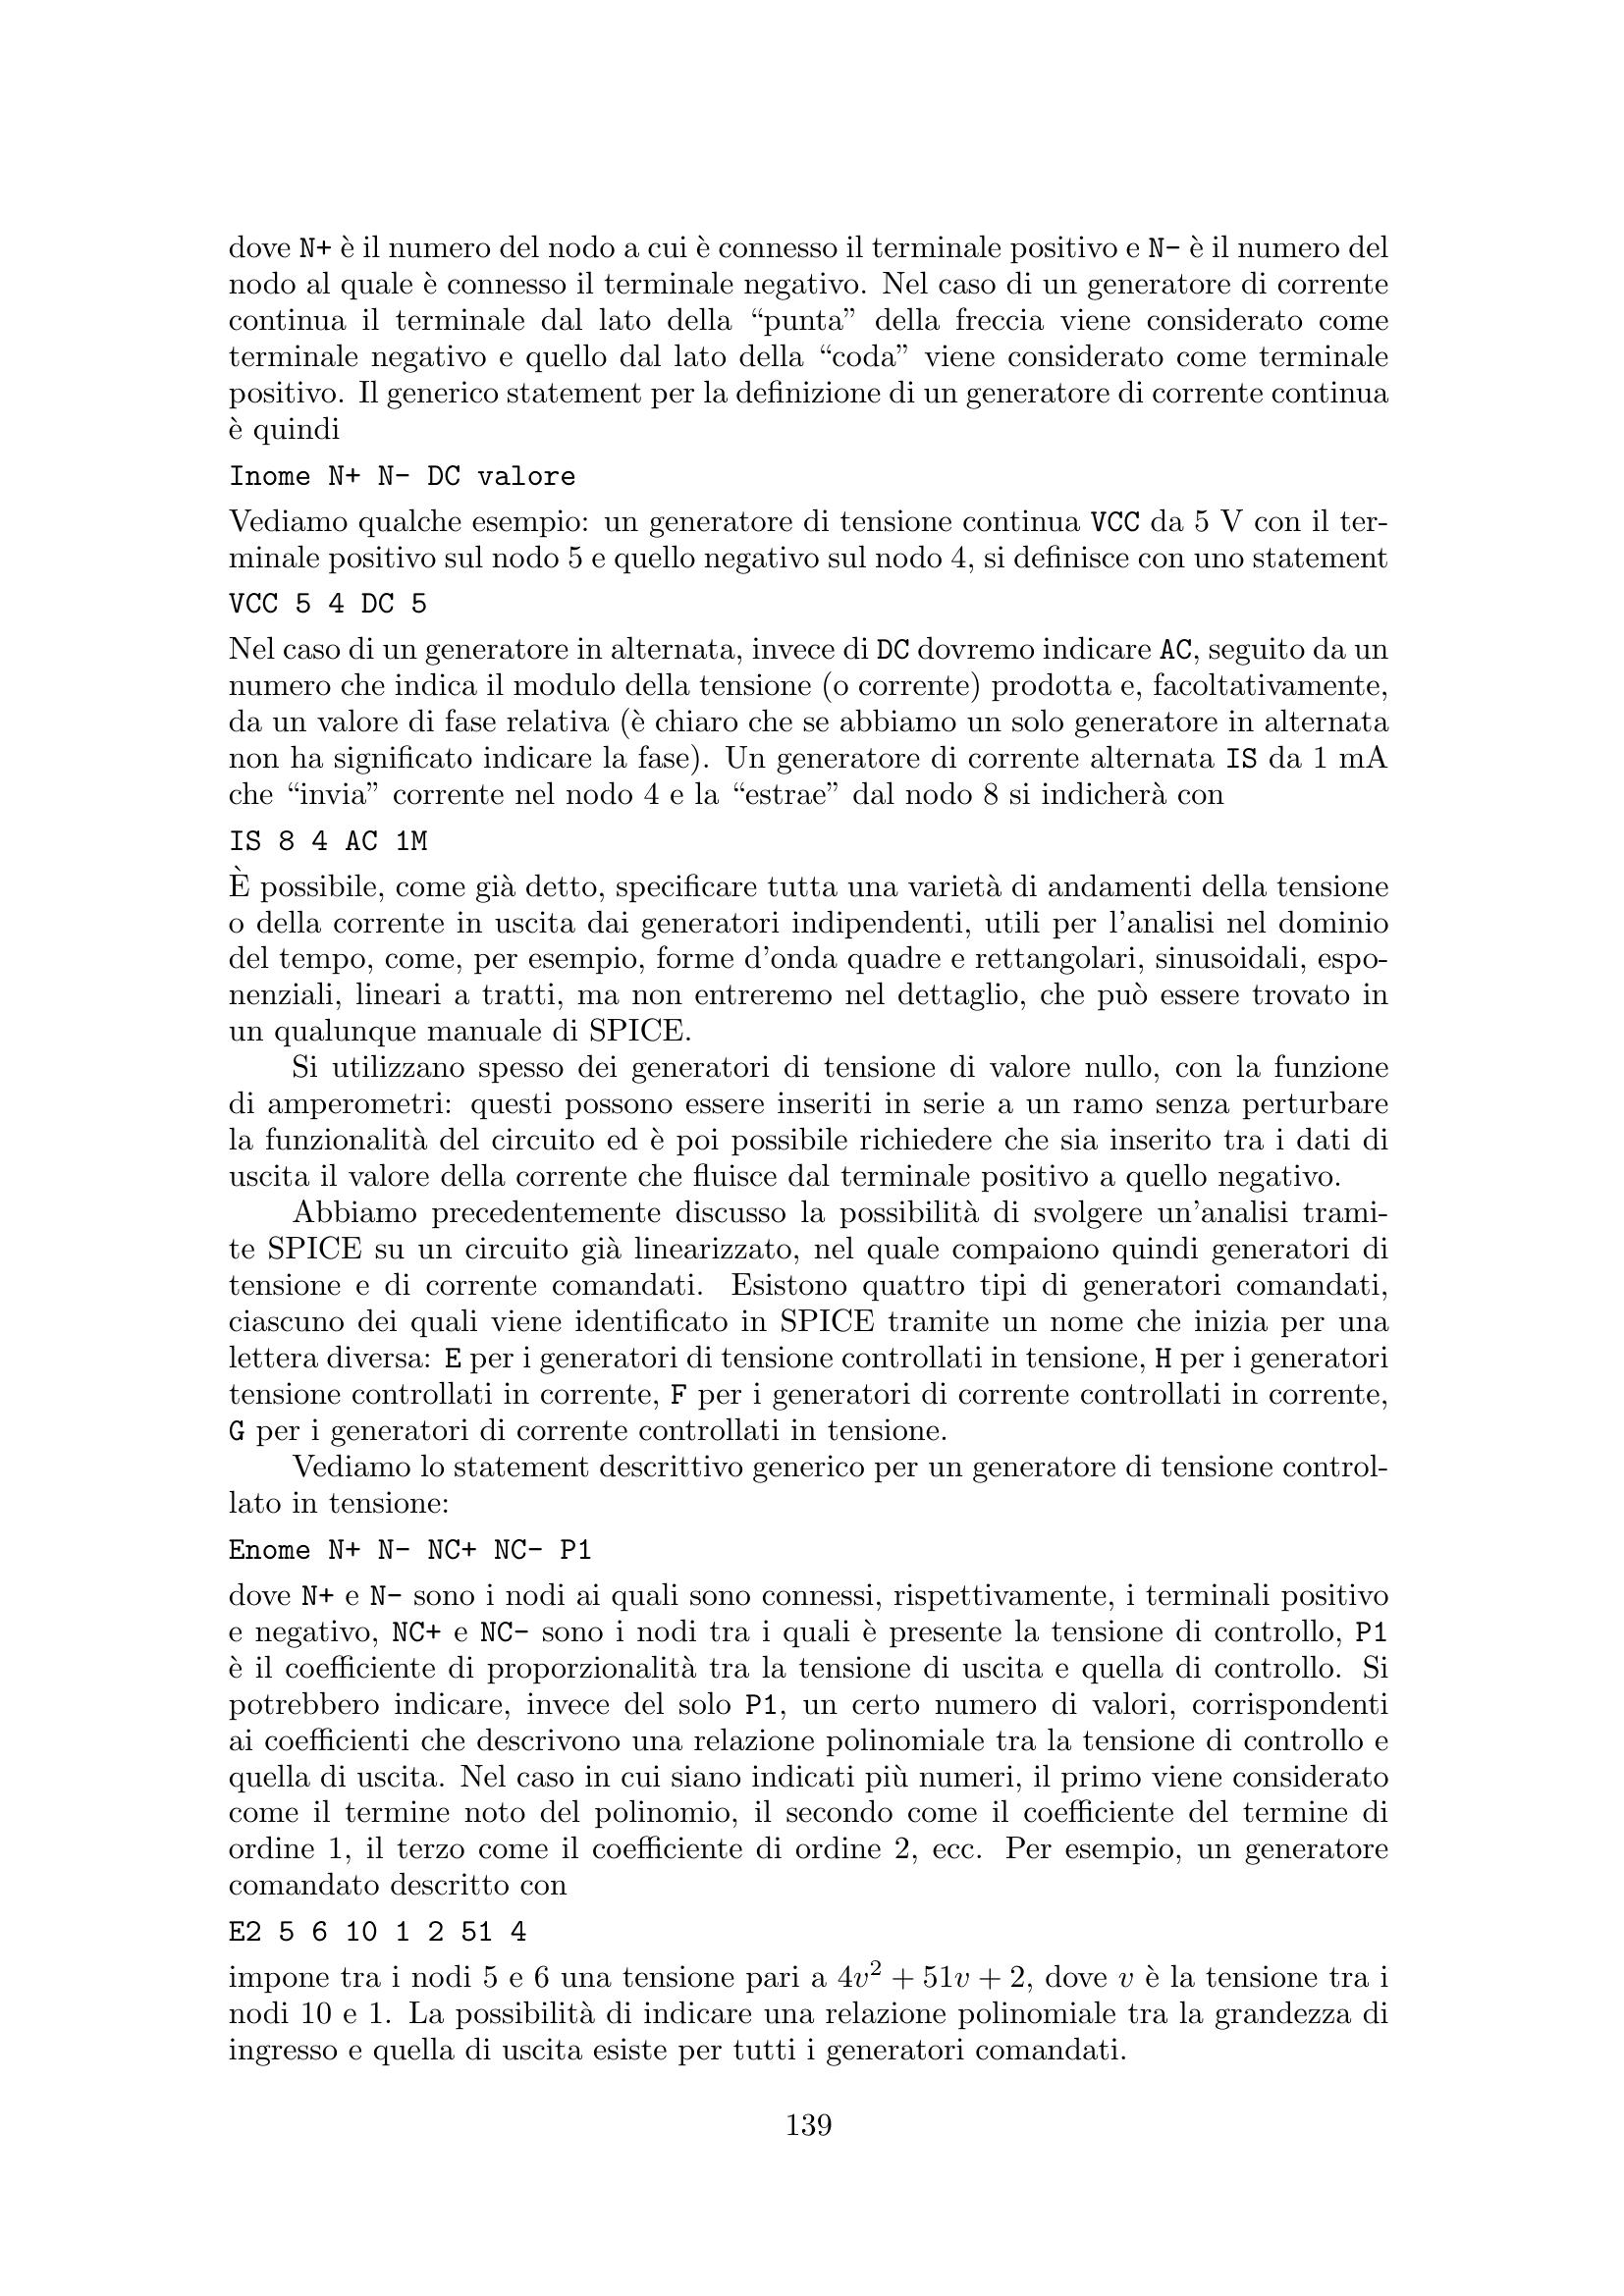 dove N+ è il numero del nodo a cui è connesso il terminale positivo e N- è il numero del
nodo al quale è connesso il terminale negativo. Nel caso di un generatore di corrente
continua il terminale dal lato della “punta” della freccia viene considerato come
terminale negativo e quello dal lato della “coda” viene considerato come terminale
positivo. Il generico statement per la definizione di un generatore di corrente continua
è quindi
Inome N+ N- DC valore
Vediamo qualche esempio: un generatore di tensione continua VCC da 5 V con il ter-
minale positivo sul nodo 5 e quello negativo sul nodo 4, si definisce con uno statement
VCC 5 4 DC 5
Nel caso di un generatore in alternata, invece di DC dovremo indicare AC, seguito da un
numero che indica il modulo della tensione (o corrente) prodotta e, facoltativamente,
da un valore di fase relativa (è chiaro che se abbiamo un solo generatore in alternata
non ha significato indicare la fase). Un generatore di corrente alternata IS da 1 mA
che “invia” corrente nel nodo 4 e la “estrae” dal nodo 8 si indicherà con
IS 8 4 AC 1M
È possibile, come già detto, specificare tutta una varietà di andamenti della tensione
o della corrente in uscita dai generatori indipendenti, utili per l'analisi nel dominio
del tempo, come, per esempio, forme d'onda quadre e rettangolari, sinusoidali, espo-
nenziali, lineari a tratti, ma non entreremo nel dettaglio, che può essere trovato in
un qualunque manuale di SPICE.
Si utilizzano spesso dei generatori di tensione di valore nullo, con la funzione
di amperometri: questi possono essere inseriti in serie a un ramo senza perturbare
la funzionalità del circuito ed è poi possibile richiedere che sia inserito tra i dati di
uscita il valore della corrente che fluisce dal terminale positivo a quello negativo.
Abbiamo precedentemente discusso la possibilità di svolgere un'analisi trami-
te SPICE su un circuito già linearizzato, nel quale compaiono quindi generatori di
tensione e di corrente comandati. Esistono quattro tipi di generatori comandati,
ciascuno dei quali viene identificato in SPICE tramite un nome che inizia per una
lettera diversa: E per i generatori di tensione controllati in tensione, H per i generatori
tensione controllati in corrente, F per i generatori di corrente controllati in corrente,
G per i generatori di corrente controllati in tensione.
Vediamo lo statement descrittivo generico per un generatore di tensione control-
lato in tensione:
Enome N+ N- NC+ NC- P1
dove N+ e N- sono i nodi ai quali sono connessi, rispettivamente, i terminali positivo
e negativo, NC+ e NC- sono i nodi tra i quali è presente la tensione di controllo, P1
è il coefficiente di proporzionalità tra la tensione di uscita e quella di controllo. Si
potrebbero indicare, invece del solo P1, un certo numero di valori, corrispondenti
ai coefficienti che descrivono una relazione polinomiale tra la tensione di controllo e
quella di uscita. Nel caso in cui siano indicati più numeri, il primo viene considerato
come il termine noto del polinomio, il secondo come il coefficiente del termine di
ordine 1, il terzo come il coefficiente di ordine 2, ecc. Per esempio, un generatore
comandato descritto con
E2 5 6 10 1 2 51 4
impone tra i nodi 5 e 6 una tensione pari a 4v² + 51v + 2, dove v è la tensione tra i
nodi 10 e 1. La possibilità di indicare una relazione polinomiale tra la grandezza di
ingresso e quella di uscita esiste per tutti i generatori comandati.
139